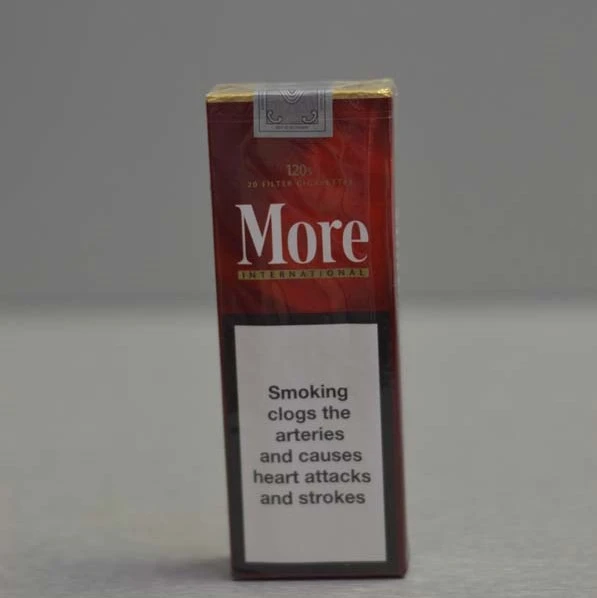 120s
20 FILTER CIGARETTES
More
INTERNATIONAL
Smoking
clogs the
arteries
and causes
heart attacks
and strokes